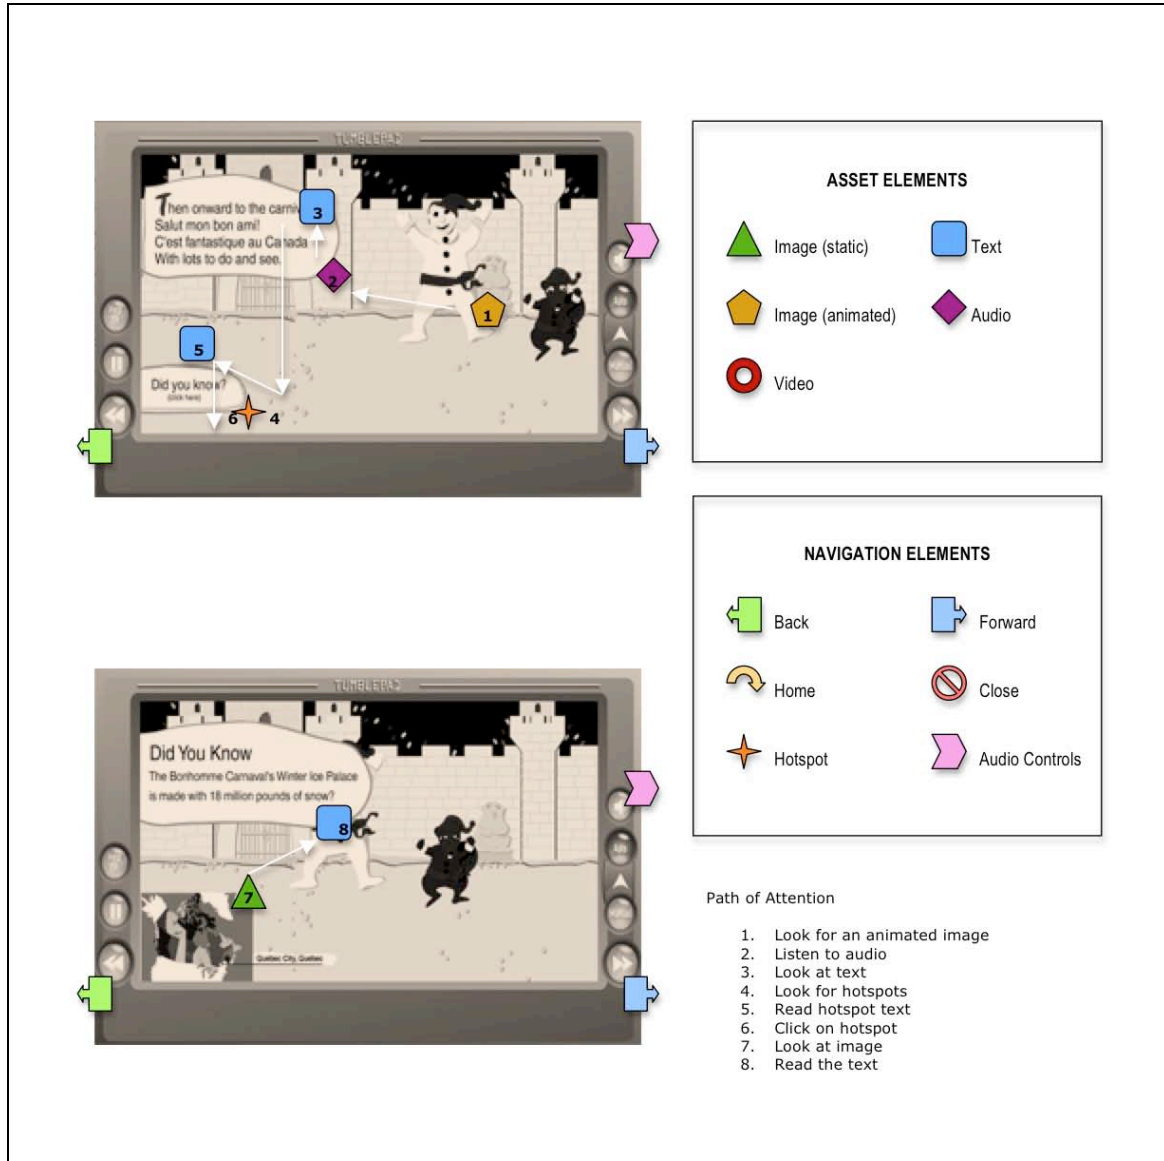 TUMBLEPAD
Then onward to the carniv
Salut mon bon ami!
C'est fantastique au Canada
With lots to do and see.
3
2
1
5
Did you know?
(click here)
6
4
ASSET ELEMENTS
Image (static)
Text
Image (animated)
Audio
Video
NAVIGATION ELEMENTS
Back
Forward
Home
Close
Hotspot
Audio Controls
TUMBLEPAD
Did You Know
The Bonhomme Carnaval's Winter Ice Palace
is made with 18 million pounds of snow?
8
7
Quebec City, Quebec
Path of Attention
1. Look for an animated image
2. Listen to audio
3. Look at text
4. Look for hotspots
5. Read hotspot text
6. Click on hotspot
7. Look at image
8. Read the text